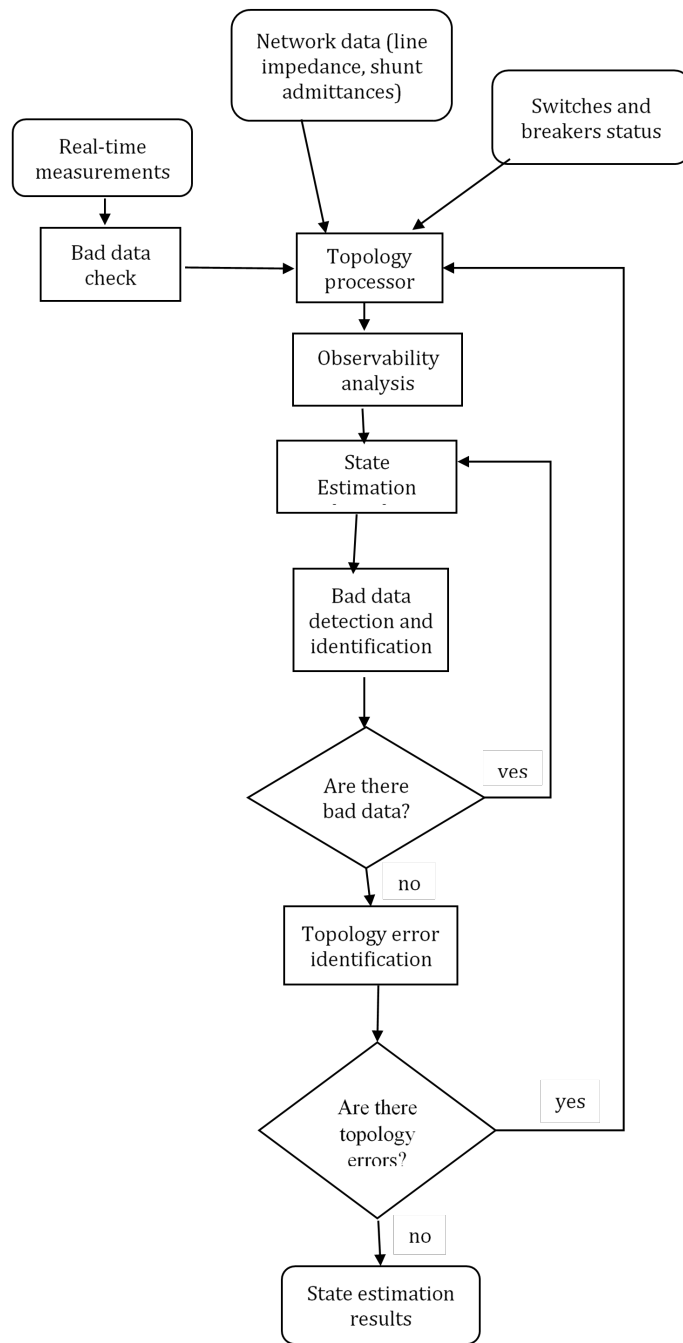 Network data (line
impedance, shunt
admittances)
Switches and
breakers status
Real-time
measurements
Bad data
check
Topology
processor
Observability
analysis
State
Estimation
Bad data
detection and
identification
Are there
bad data?
yes
no
Topology error
identification
Are there
topology
errors?
yes
no
State estimation
results